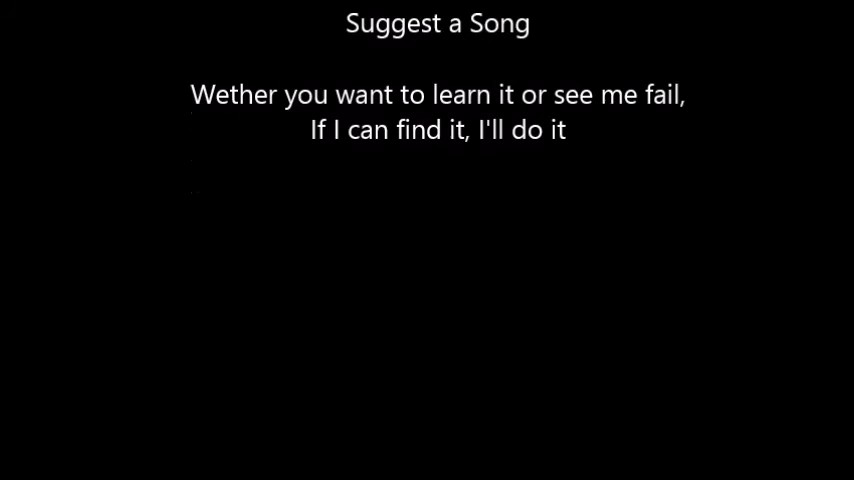 Suggest a Song
Wether you want to learn it or see me fail,
If I can find it, I'll do it